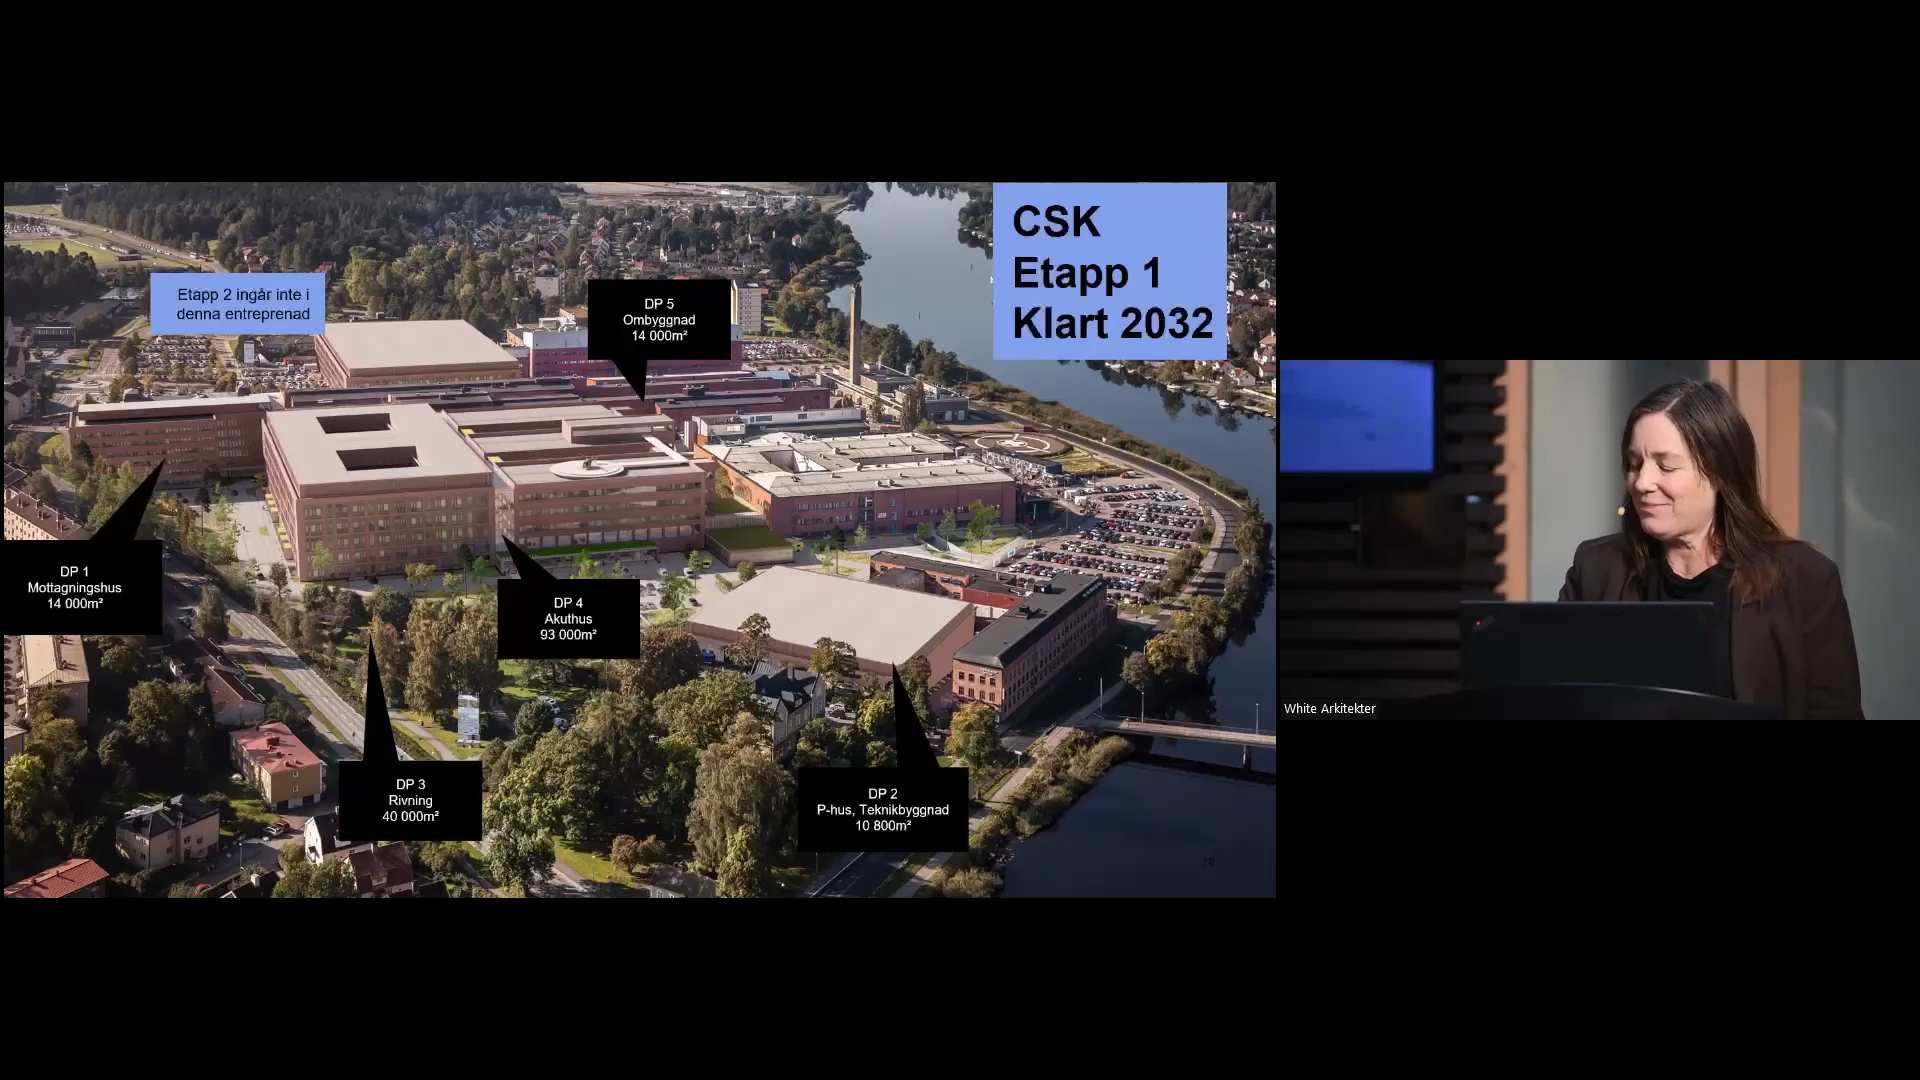 CSK
Etapp 1
Klart 2032
Etapp 2 ingår inte i
denna entreprenad
DP 5
Ombyggnad
14 000m²
DP 1
Mottagningshus
14 000m²
DP 4
Akuthus
93 000m²
DP 3
Rivning
40 000m²
DP 2
P-hus, Teknikbyggnad
10 800m²
White Arkitekter